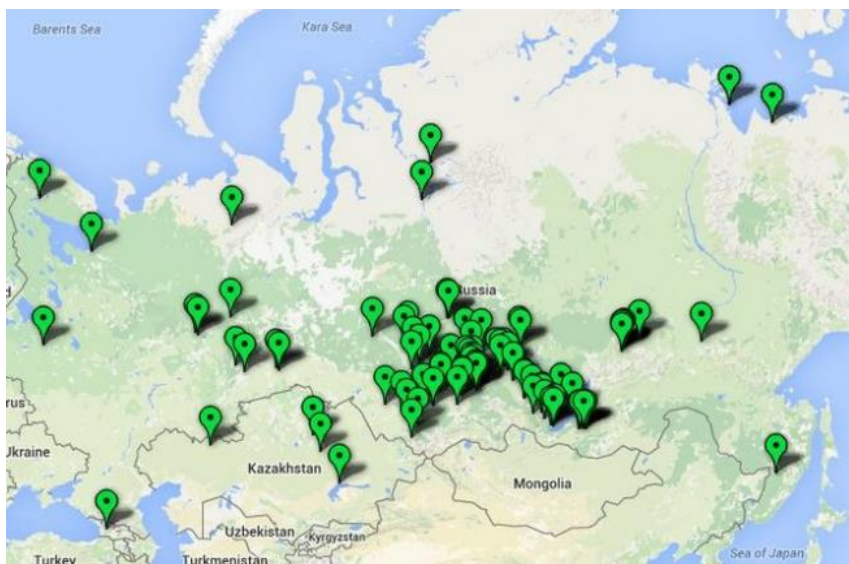 Barents Sea
Kara Sea
Russia
rus
Ukraine
Kazakhstan
Mongolia
Uzbekistan
Kyrgyzstan
Turkey
Turkmenistan
Sea of Japan